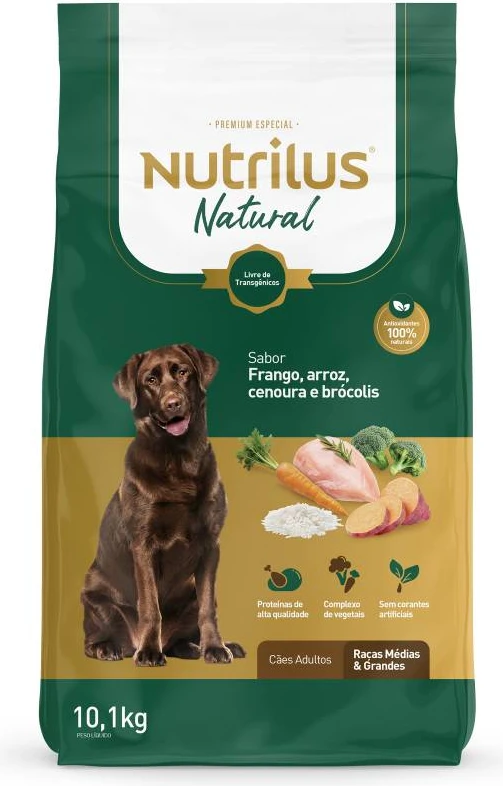 · PREMIUM ESPECIAL ·
Nutrilus®
Natural
Livre de
Transgênicos
Antioxidantes
100%
naturais
Sabor
Frango, arroz,
cenoura e brócolis
Proteínas de
alta qualidade
Complexo
de vegetais
Sem corantes
artificiais
Cães Adultos
Raças Médias
& Grandes
10,1kg
PESO LÍQUIDO